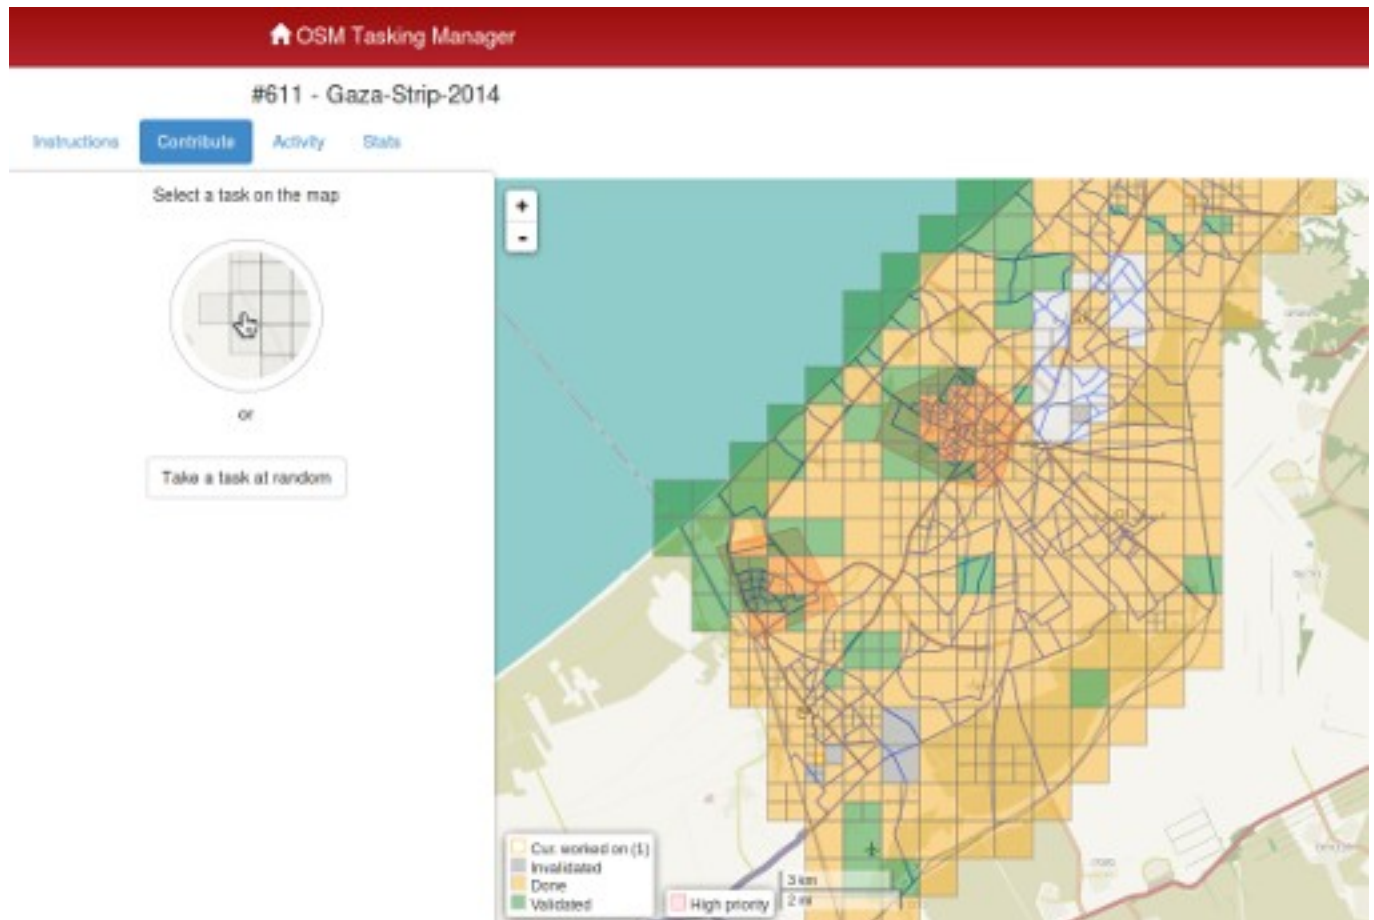 OSM Tasking Manager
#611 - Gaza-Strip-2014
Instructions Contribute Activity Stats
Select a task on the map
+
-
or
Take a task at random
Cur. worked on (1)
Invalidated
Done
Validated
High priority
3 km
2 mi